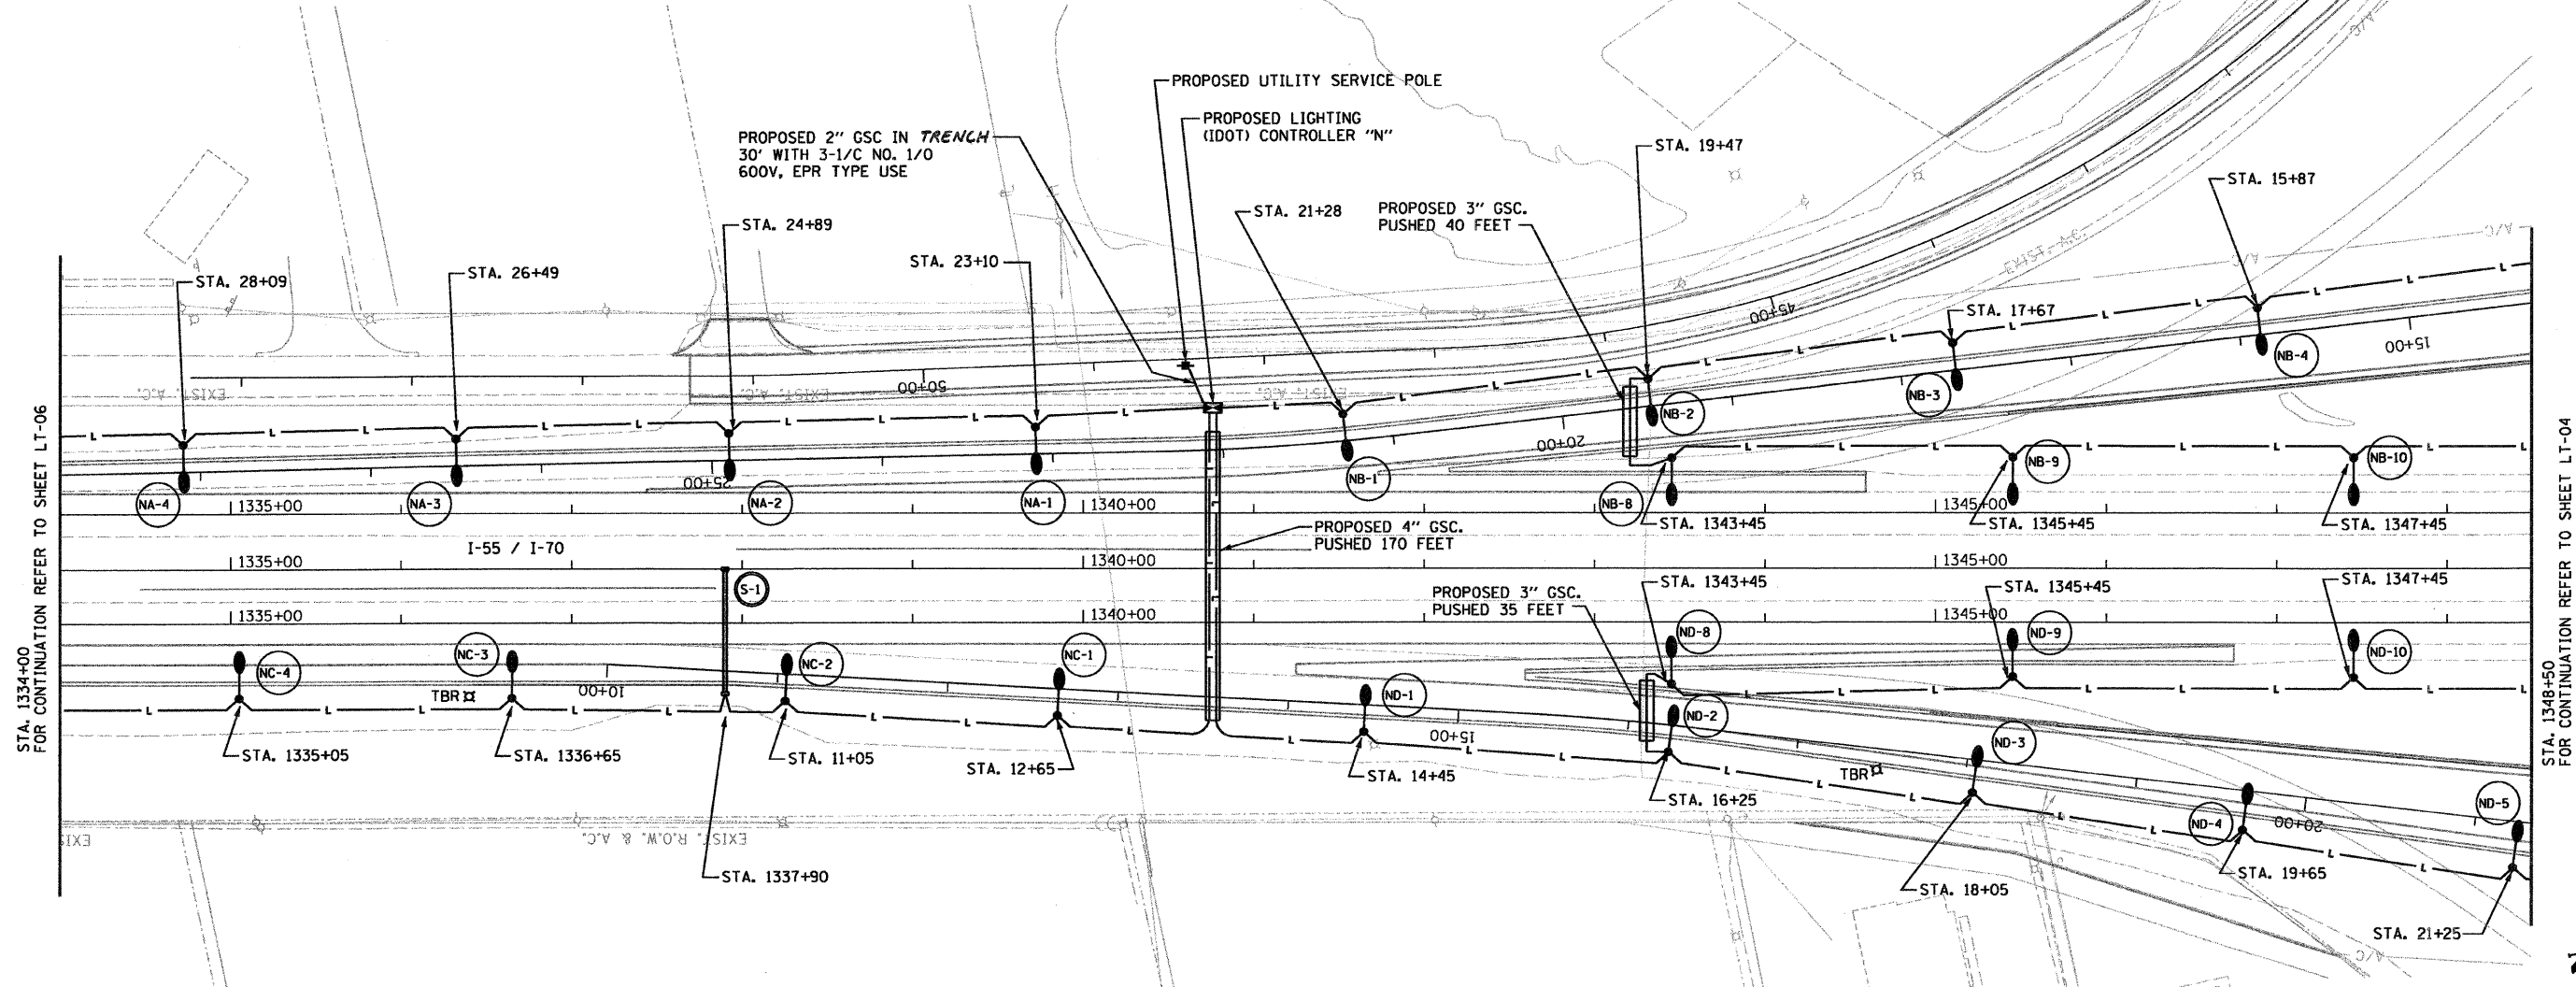 PROPOSED UTILITY SERVICE POLE
PROPOSED LIGHTING
(IDOT) CONTROLLER "N"
PROPOSED 2" GSC IN TRENCH
30' WITH 3-1/C NO. 1/0
600V, EPR TYPE USE
STA. 19+47
STA. 15+87
STA. 21+28
PROPOSED 3" GSC.
PUSHED 40 FEET
STA. 24+89
STA. 23+10
STA. 26+49
STA. 28+09
STA. 17+67
A/C
A/C
A/C
EXIST. A/C
45+00
15+00
50+00
20+00
25+00
EXIST. A.C.
EXIST. A.C.
EXIST. A.C.
L L L L L L L L L L L L L L L
NA-4
NA-3
NA-2
NA-1
NB-1
NB-2
NB-3
NB-4
NB-8
NB-9
NB-10
1335+00
1340+00
1345+00
STA. 1343+45
STA. 1345+45
STA. 1347+45
I-55 / I-70
PROPOSED 4" GSC.
PUSHED 170 FEET
1335+00
1340+00
1345+00
S-1
PROPOSED 3" GSC.
PUSHED 35 FEET
STA. 1343+45
STA. 1345+45
STA. 1347+45
1335+00
1340+00
1345+00
NC-4
NC-3
NC-2
NC-1
ND-1
ND-8
ND-9
ND-10
ND-2
ND-3
ND-4
ND-5
TBR
TBR
10+00
15+00
20+00
STA. 1335+05
STA. 1336+65
STA. 11+05
STA. 12+65
STA. 14+45
STA. 16+25
STA. 18+05
STA. 19+65
STA. 21+25
STA. 1337+90
EXIST. R.O.W. & A.C.
EXI
A/C
STA. 1334+00
FOR CONTINUATION REFER TO SHEET LT-06
STA. 1348+50
FOR CONTINUATION REFER TO SHEET LT-04